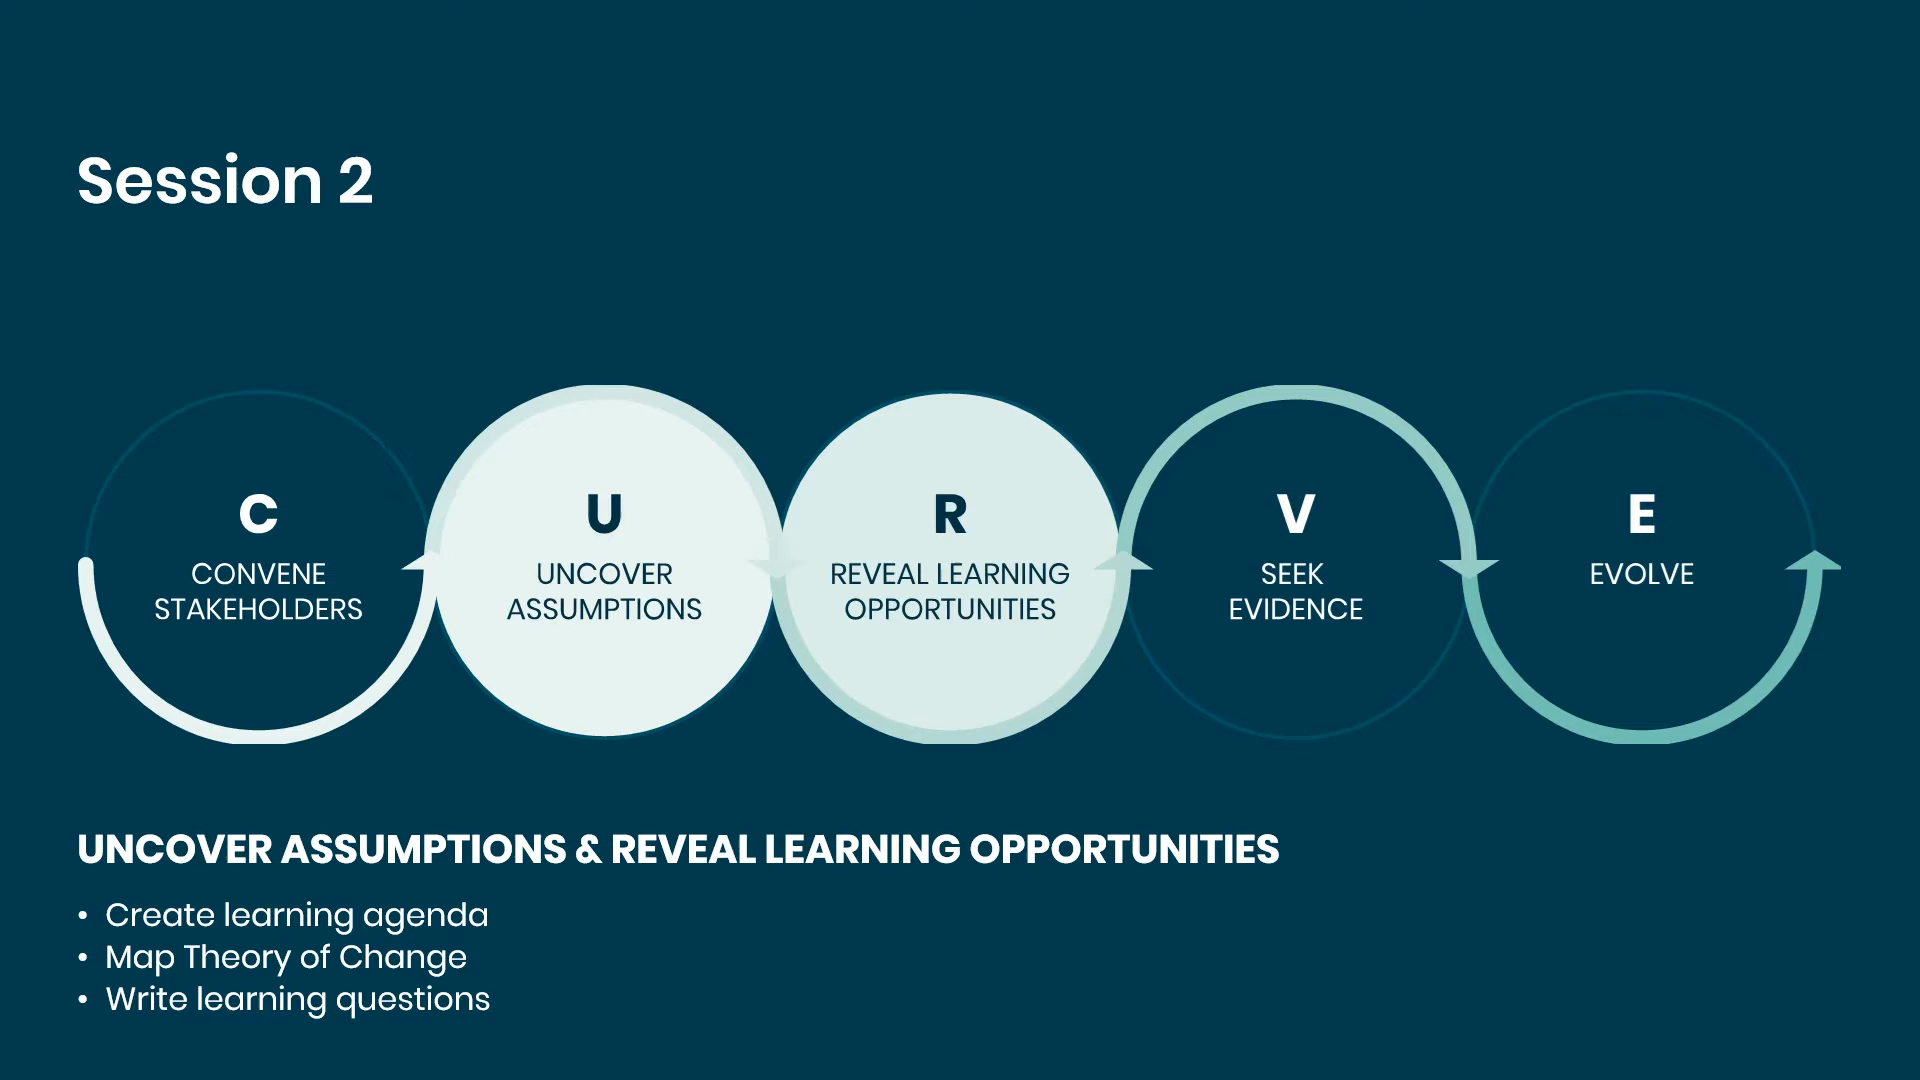 Session 2
C
CONVENE
STAKEHOLDERS
U
UNCOVER
ASSUMPTIONS
R
REVEAL LEARNING
OPPORTUNITIES
V
SEEK
EVIDENCE
E
EVOLVE
UNCOVER ASSUMPTIONS & REVEAL LEARNING OPPORTUNITIES
• Create learning agenda
• Map Theory of Change
• Write learning questions